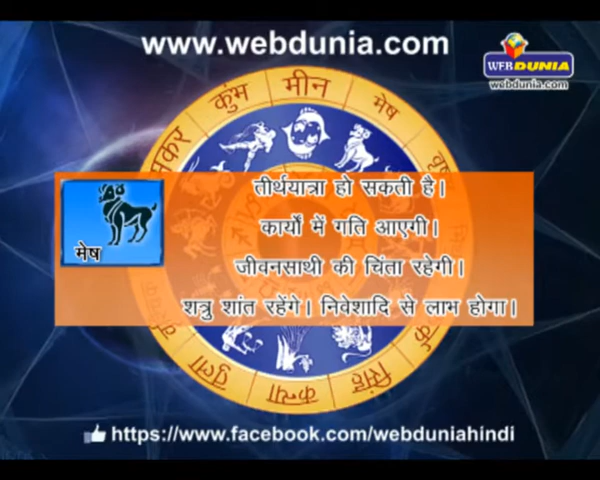 www.webdunia.com
WEBDUNIA
webdunia.com
कुंभ
मीन
मेष
मकर
वृषभ
तीर्थयात्रा हो सकती है।
कार्यों में गति आएगी।
जीवनसाथी की चिंता रहेगी।
शत्रु शांत रहेंगे। निवेशादि से लाभ होगा।
मेष
तुला
कन्या
सिंह
https://www.facebook.com/webduniahindi